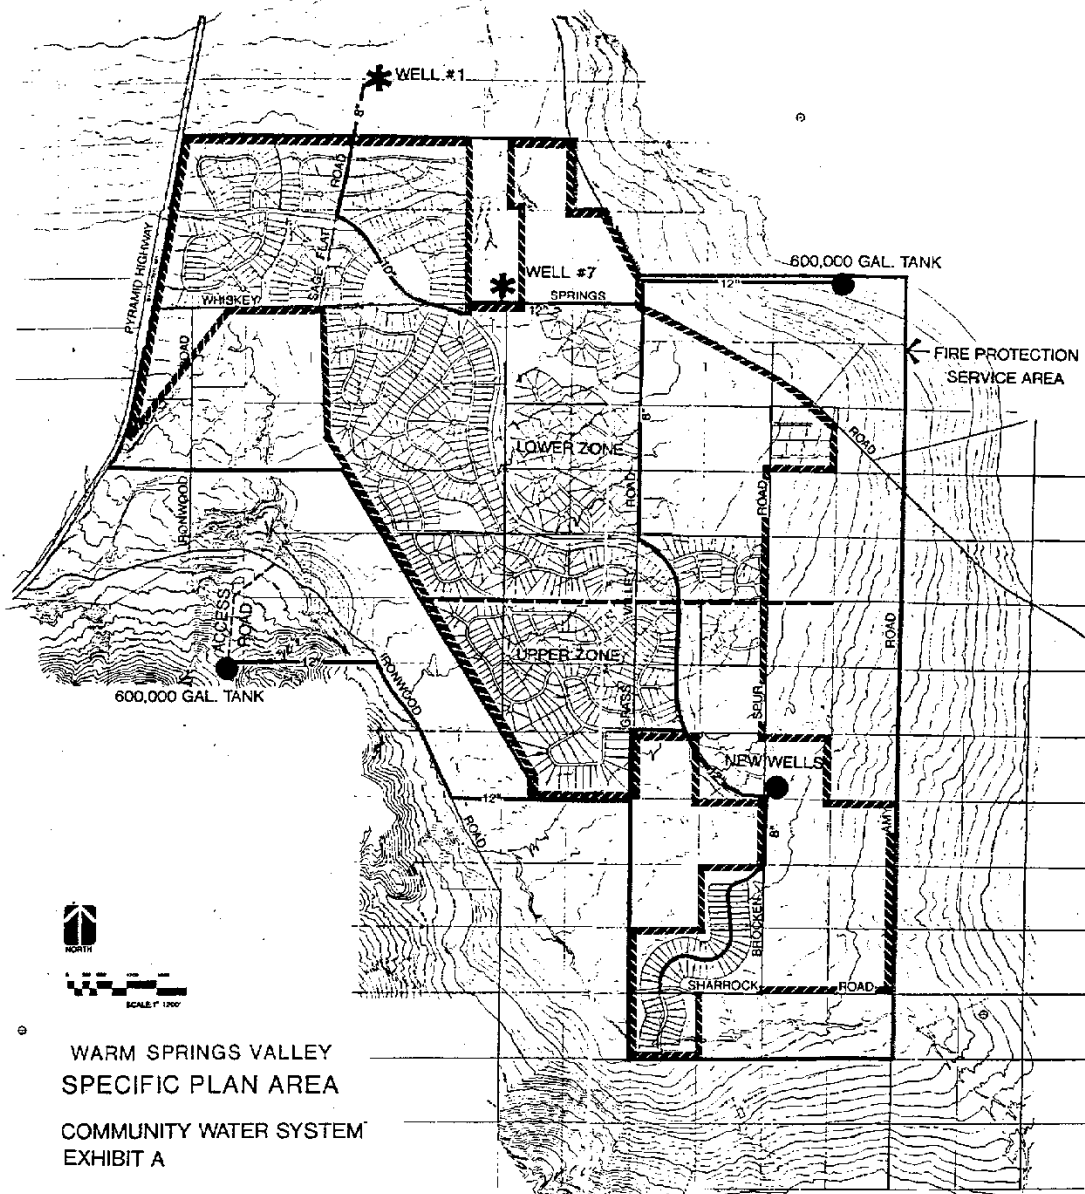 WELL #1
8"
ROAD
PYRAMID HIGHWAY
SAGE FLAT
10"
WELL #7
600,000 GAL. TANK
WHISKEY
SPRINGS
12"
12"
FIRE PROTECTION
SERVICE AREA
ROAD
8"
ROAD
LOWER ZONE
IRONWOOD
ROAD
ROAD
VALLEY
ACCESS
ROAD
UPPER ZONE
ROAD
12"
IRONWOOD
600,000 GAL. TANK
GRASS
SPUR
NEW WELLS
12"
12"
ROAD
8"
AMY
BROCKEN
NORTH
SHARROCK
ROAD
SCALE 1" 1200'
WARM SPRINGS VALLEY
SPECIFIC PLAN AREA
COMMUNITY WATER SYSTEM
EXHIBIT A